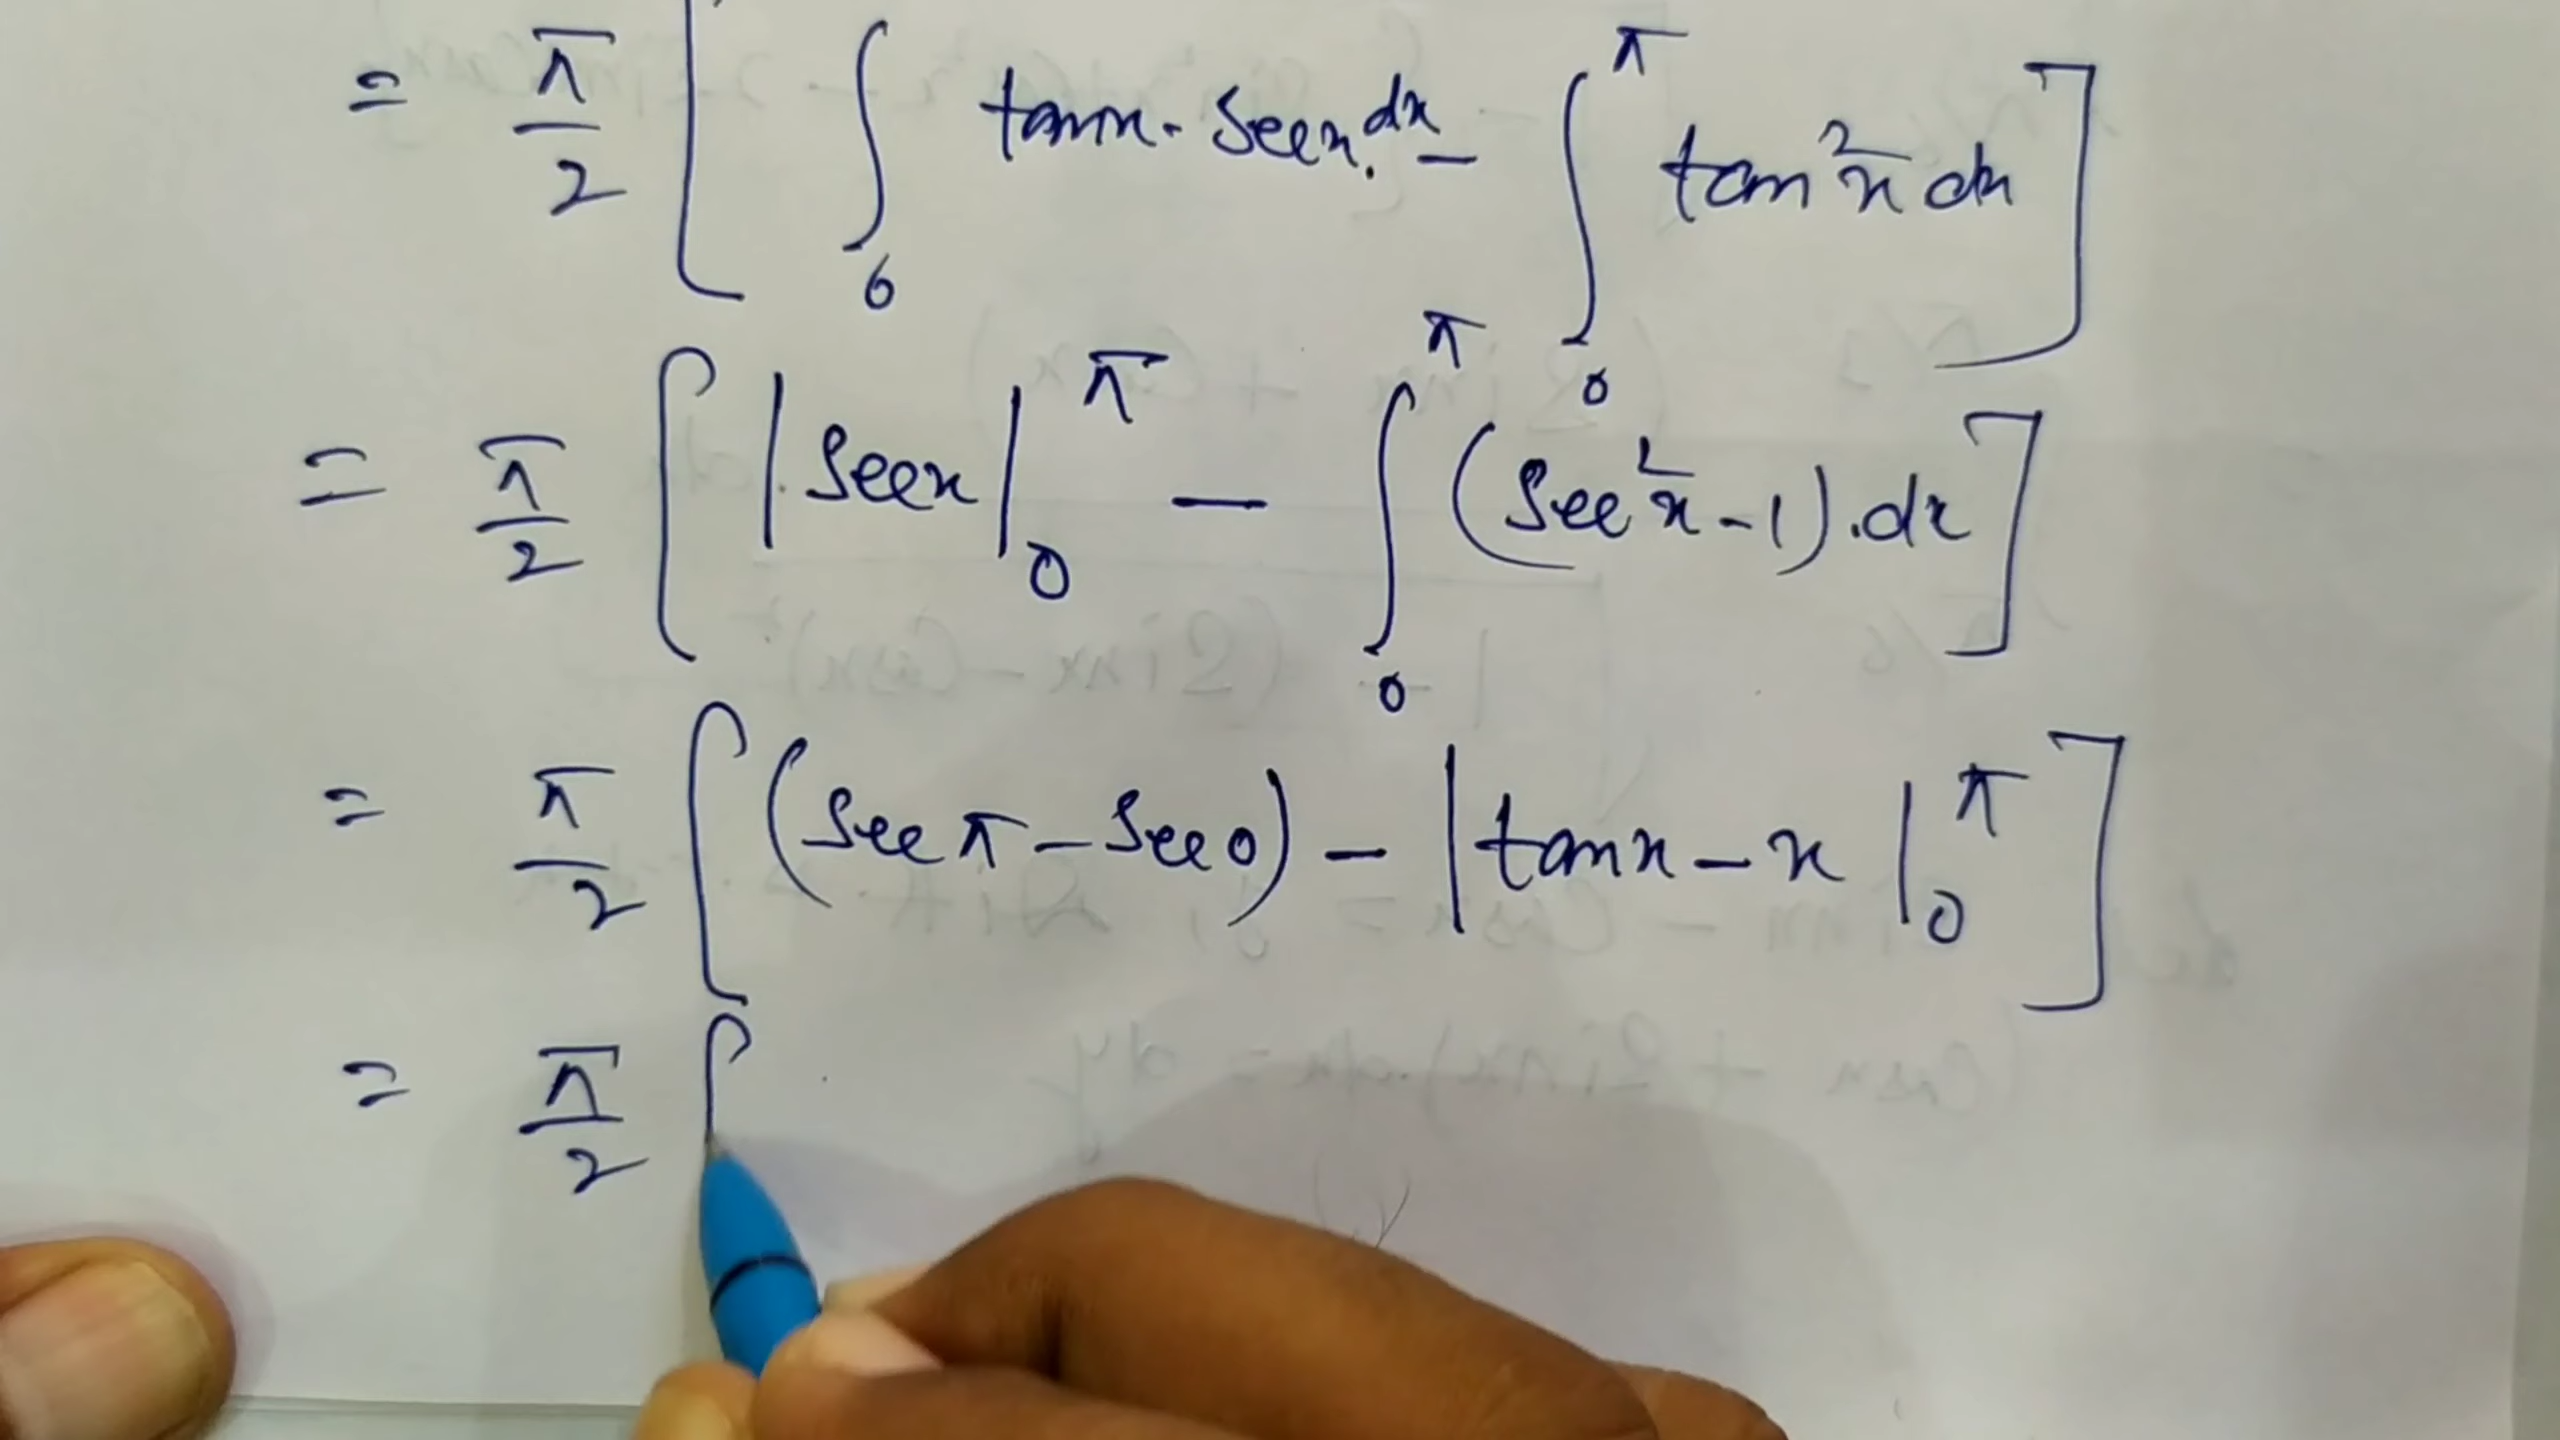 = π/2 [ ∫₀ tanx · secx · dx - ∫₀^π tan²x dx ]
= π/2 [ |secx|₀^π - ∫₀^π (sec²x - 1) . dx ]
= π/2 [ (sec π - sec 0) - |tanx - x|₀^π ]
= π/2 [